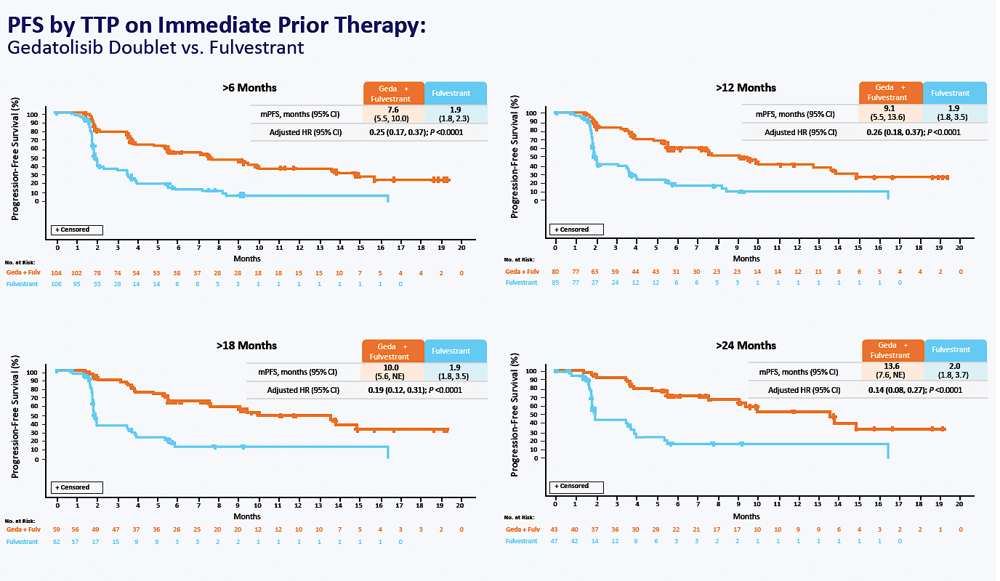 PFS by TTP on Immediate Prior Therapy:
Gedatolisib Doublet vs. Fulvestrant
>6 Months
Geda + Fulvestrant
Fulvestrant
mPFS, months (95% CI)
7.6 (5.5, 10.0)
1.9 (1.8, 2.3)
Adjusted HR (95% CI)
0.25 (0.17, 0.37); P <0.0001
Progression-Free Survival (%)
100
90
80
70
60
50
40
30
20
10
0
+ Censored
0 1 2 3 4 5 6 7 8 9 10 11 12 13 14 15 16 17 18 19 20
Months
No. at Risk:
Geda + Fulv 104 102 78 74 54 53 38 37 28 28 18 18 15 15 10 7 5 4 4 2 0
Fulvestrant 106 95 35 28 14 14 8 8 5 3 1 1 1 1 1 1 1 0
>12 Months
Geda + Fulvestrant
Fulvestrant
mPFS, months (95% CI)
9.1 (5.5, 13.6)
1.9 (1.8, 3.5)
Adjusted HR (95% CI)
0.26 (0.18, 0.37); P <0.0001
Progression-Free Survival (%)
100
90
80
70
60
50
40
30
20
10
0
+ Censored
0 1 2 3 4 5 6 7 8 9 10 11 12 13 14 15 16 17 18 19 20
Months
No. at Risk:
Geda + Fulv 80 77 63 59 44 43 31 30 23 23 14 14 12 11 8 6 5 4 4 2 0
Fulvestrant 85 77 27 24 12 12 6 6 5 3 1 1 1 1 1 1 1 0
>18 Months
Geda + Fulvestrant
Fulvestrant
mPFS, months (95% CI)
10.0 (5.6, NE)
1.9 (1.8, 3.5)
Adjusted HR (95% CI)
0.19 (0.12, 0.31); P <0.0001
Progression-Free Survival (%)
100
90
80
70
60
50
40
30
20
10
0
+ Censored
0 1 2 3 4 5 6 7 8 9 10 11 12 13 14 15 16 17 18 19 20
Months
No. at Risk:
Geda + Fulv 59 56 49 47 37 36 26 25 20 20 12 12 10 10 7 5 4 3 3 2 0
Fulvestrant 62 57 17 15 9 9 3 3 2 2 1 1 1 1 1 1 1 0
>24 Months
Geda + Fulvestrant
Fulvestrant
mPFS, months (95% CI)
13.6 (7.6, NE)
2.0 (1.8, 3.7)
Adjusted HR (95% CI)
0.14 (0.08, 0.27); P <0.0001
Progression-Free Survival (%)
100
90
80
70
60
50
40
30
20
10
0
+ Censored
0 1 2 3 4 5 6 7 8 9 10 11 12 13 14 15 16 17 18 19 20
Months
No. at Risk:
Geda + Fulv 43 40 37 36 30 29 22 21 17 17 10 10 9 9 6 4 3 2 2 1 0
Fulvestrant 47 42 14 12 6 6 3 3 2 2 1 1 1 1 1 1 1 0